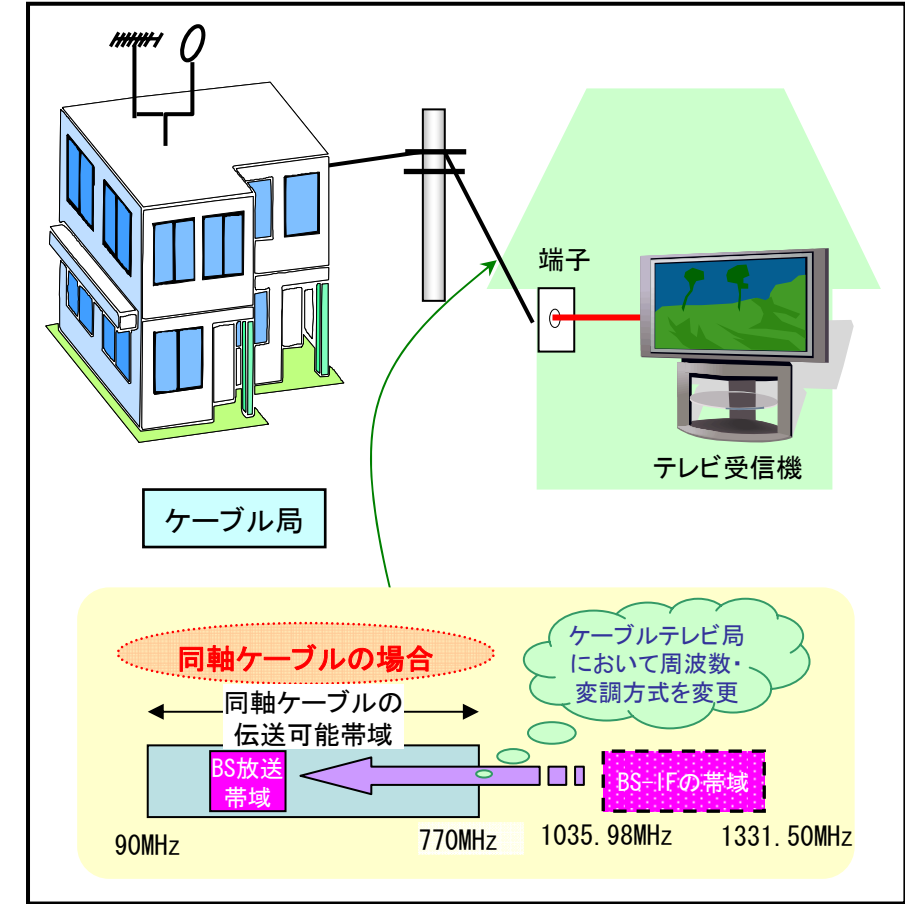 端子
テレビ受信機
ケーブル局
同軸ケーブルの場合
ケーブルテレビ局
において周波数・
変調方式を変更
同軸ケーブルの
伝送可能帯域
BS放送
帯域
BS-IFの帯域
90MHz
770MHz
1035.98MHz
1331.50MHz